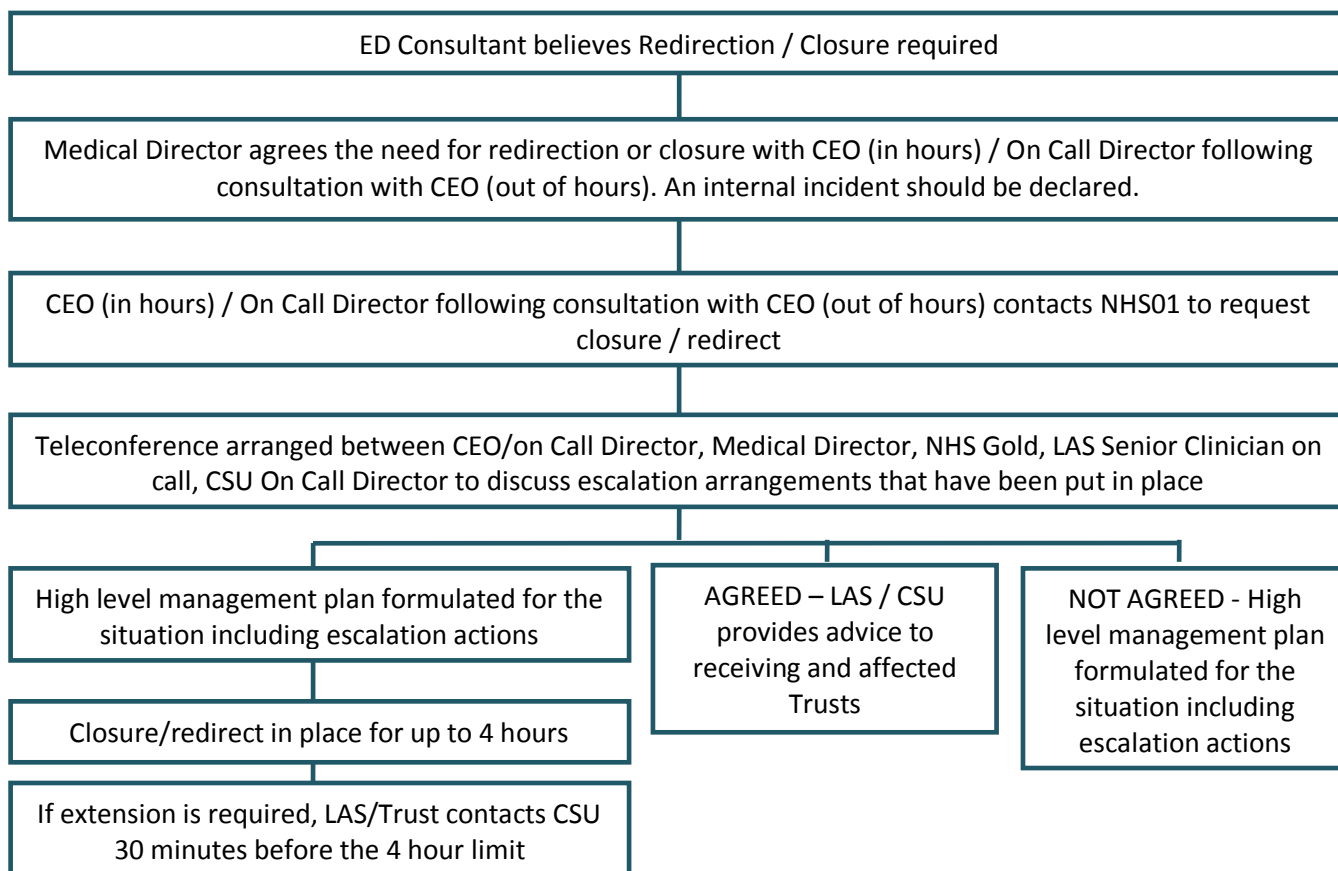 ED Consultant believes Redirection / Closure required
Medical Director agrees the need for redirection or closure with CEO (in hours) / On Call Director following
consultation with CEO (out of hours). An internal incident should be declared.
CEO (in hours) / On Call Director following consultation with CEO (out of hours) contacts NHS01 to request
closure / redirect
Teleconference arranged between CEO/on Call Director, Medical Director, NHS Gold, LAS Senior Clinician on
call, CSU On Call Director to discuss escalation arrangements that have been put in place
High level management plan formulated for the
situation including escalation actions
Closure/redirect in place for up to 4 hours
If extension is required, LAS/Trust contacts CSU
30 minutes before the 4 hour limit
AGREED – LAS / CSU
provides advice to
receiving and affected
Trusts
NOT AGREED - High
level management plan
formulated for the
situation including
escalation actions